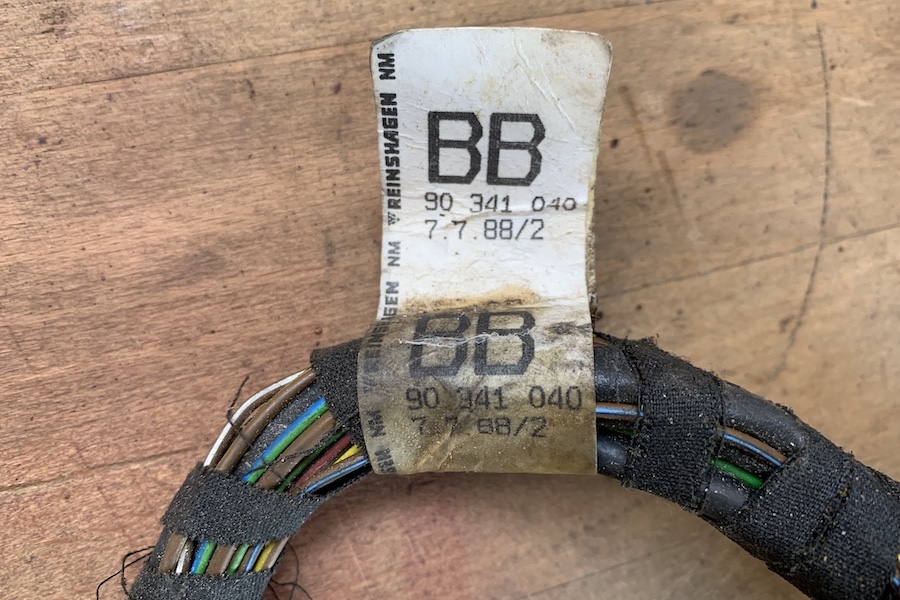 REINSHAGEN NM
BB
90 341 040
7.7.88/2
REINSHAGEN NM
BB
90 341 040
7.7.88/2
NM